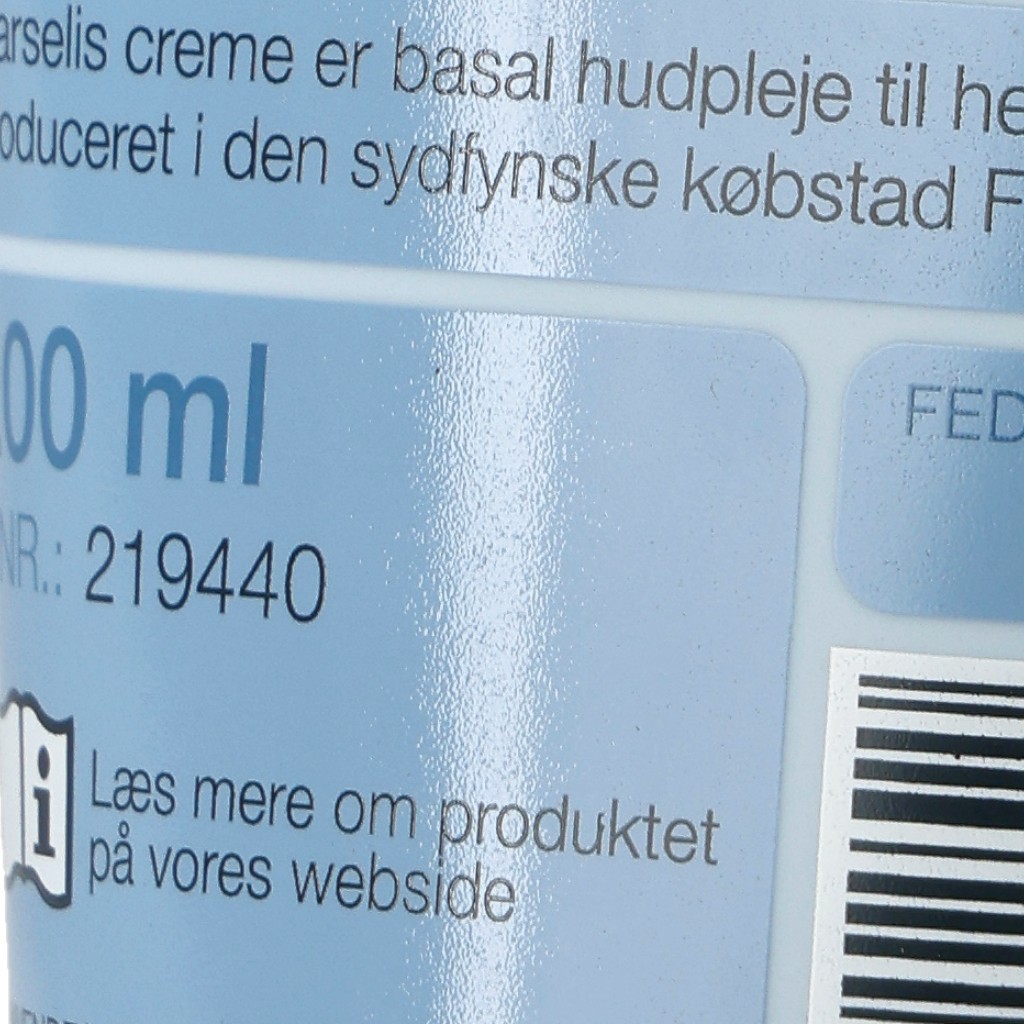 arselis creme er basal hudpleje til he
oduceret i den sydfynske købstad F
00 ml
NR.: 219440
FED
Læs mere om produktet
på vores webside